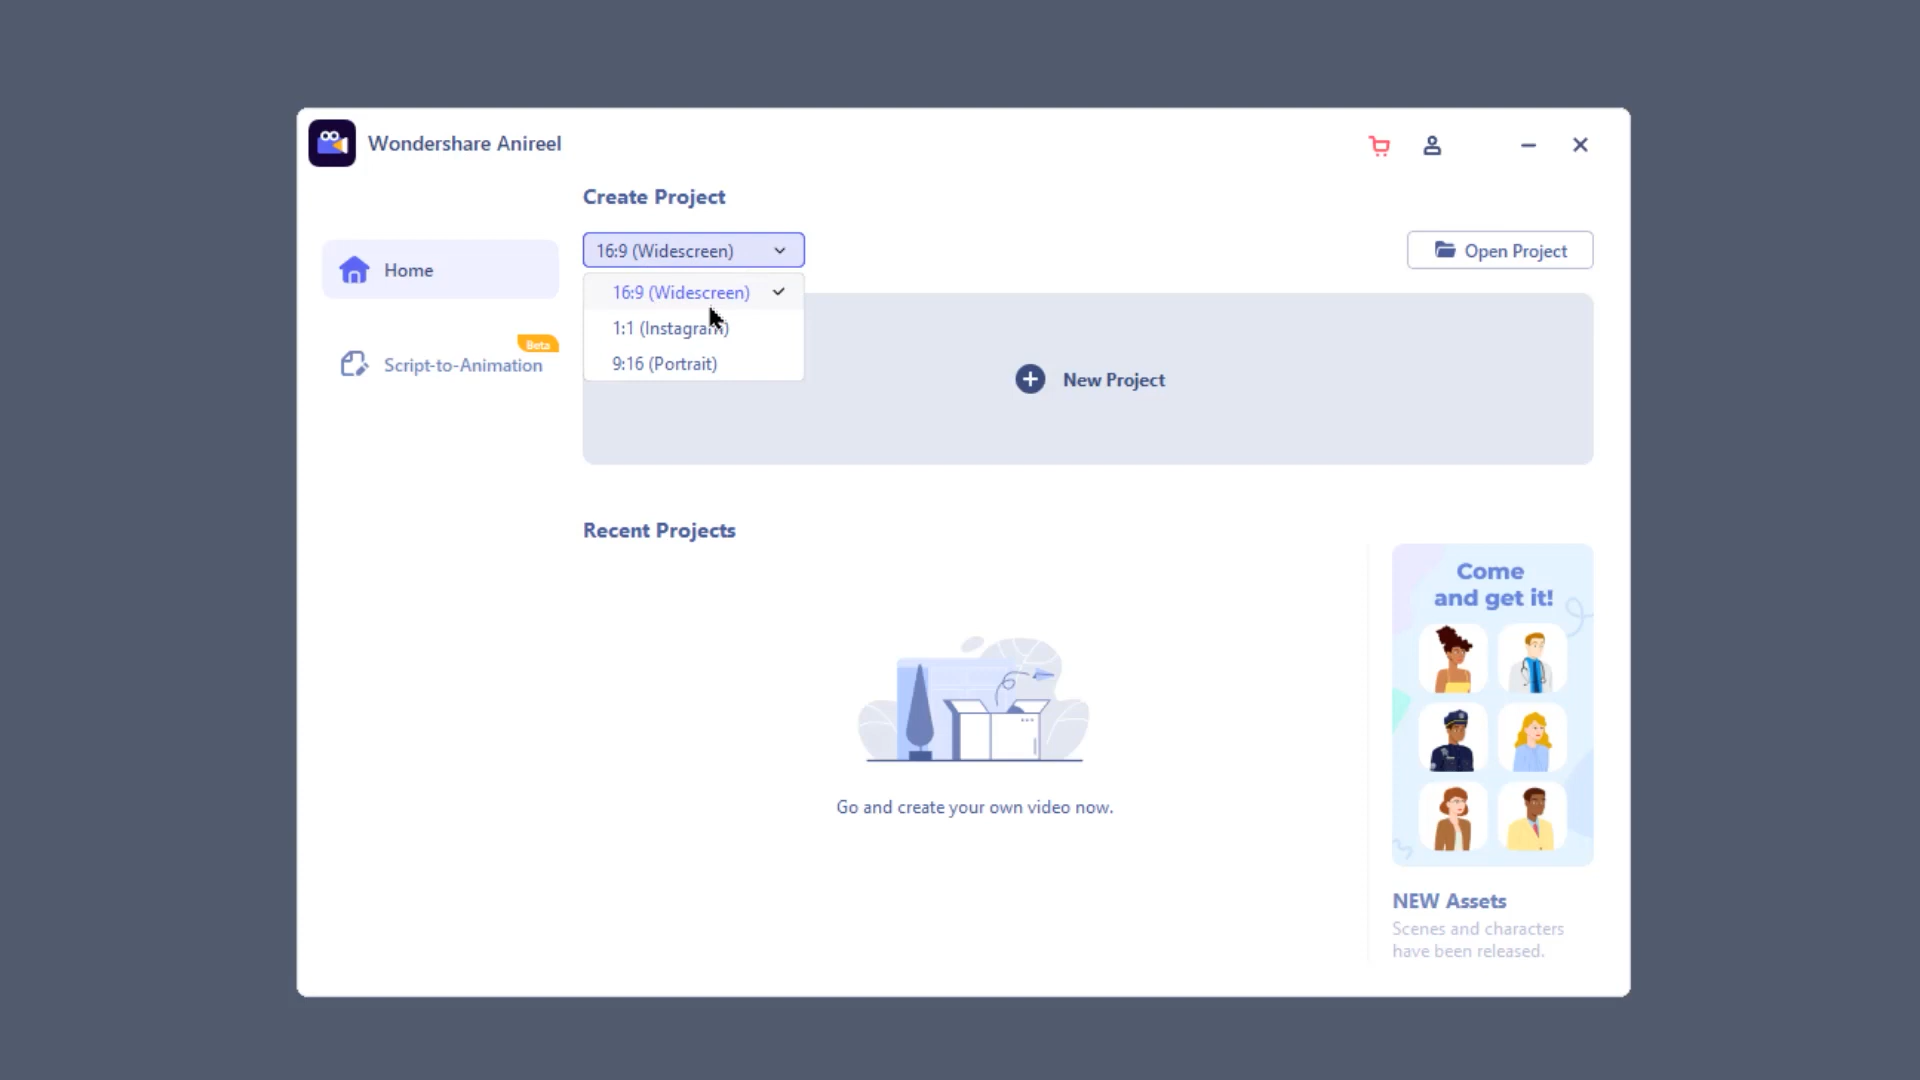 Wondershare Anireel
Create Project
16:9 (Widescreen)
Open Project
Home
16:9 (Widescreen)
1:1 (Instagram)
9:16 (Portrait)
Beta
Script-to-Animation
New Project
Recent Projects
Come
and get it!
Go and create your own video now.
NEW Assets
Scenes and characters
have been released.